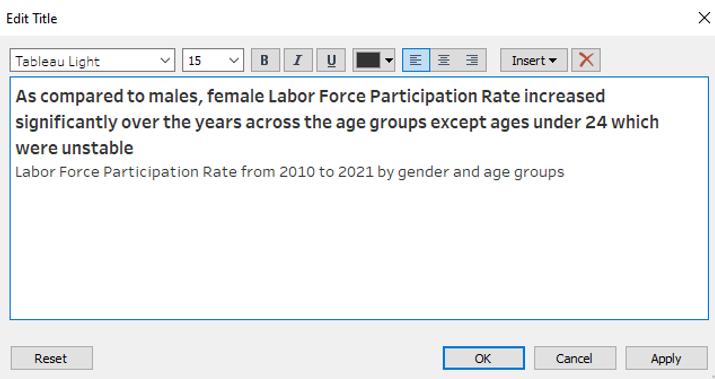 Edit Title
Tableau Light 15 B I U Insert
As compared to males, female Labor Force Participation Rate increased
significantly over the years across the age groups except ages under 24 which
were unstable
Labor Force Participation Rate from 2010 to 2021 by gender and age groups
Reset OK Cancel Apply